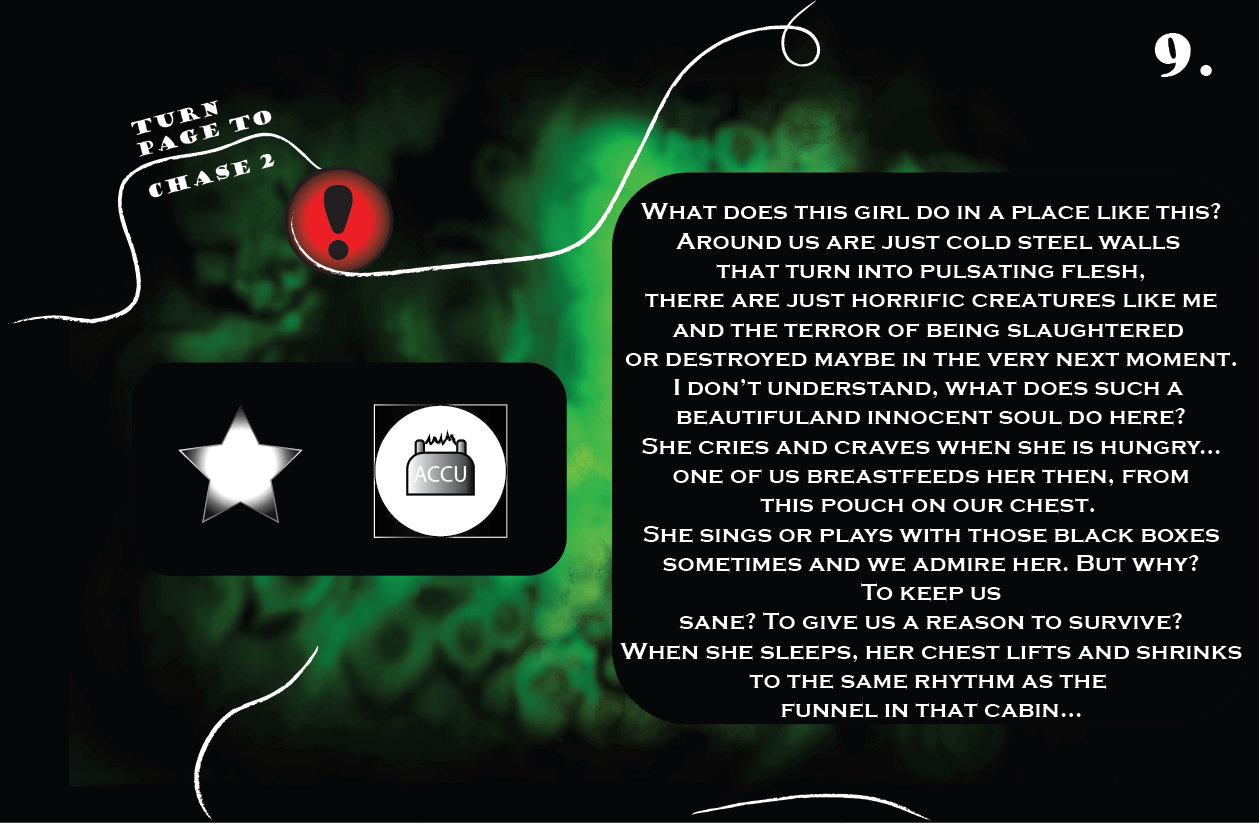 9.
TURN
PAGE TO
CHASE 2
!
ACCU
WHAT DOES THIS GIRL DO IN A PLACE LIKE THIS?
AROUND US ARE JUST COLD STEEL WALLS
THAT TURN INTO PULSATING FLESH,
THERE ARE JUST HORRIFIC CREATURES LIKE ME
AND THE TERROR OF BEING SLAUGHTERED
OR DESTROYED MAYBE IN THE VERY NEXT MOMENT.
I DON'T UNDERSTAND, WHAT DOES SUCH A
BEAUTIFULAND INNOCENT SOUL DO HERE?
SHE CRIES AND CRAVES WHEN SHE IS HUNGRY...
ONE OF US BREASTFEEDS HER THEN, FROM
THIS POUCH ON OUR CHEST.
SHE SINGS OR PLAYS WITH THOSE BLACK BOXES
SOMETIMES AND WE ADMIRE HER. BUT WHY?
TO KEEP US
SANE? TO GIVE US A REASON TO SURVIVE?
WHEN SHE SLEEPS, HER CHEST LIFTS AND SHRINKS
TO THE SAME RHYTHM AS THE
FUNNEL IN THAT CABIN...